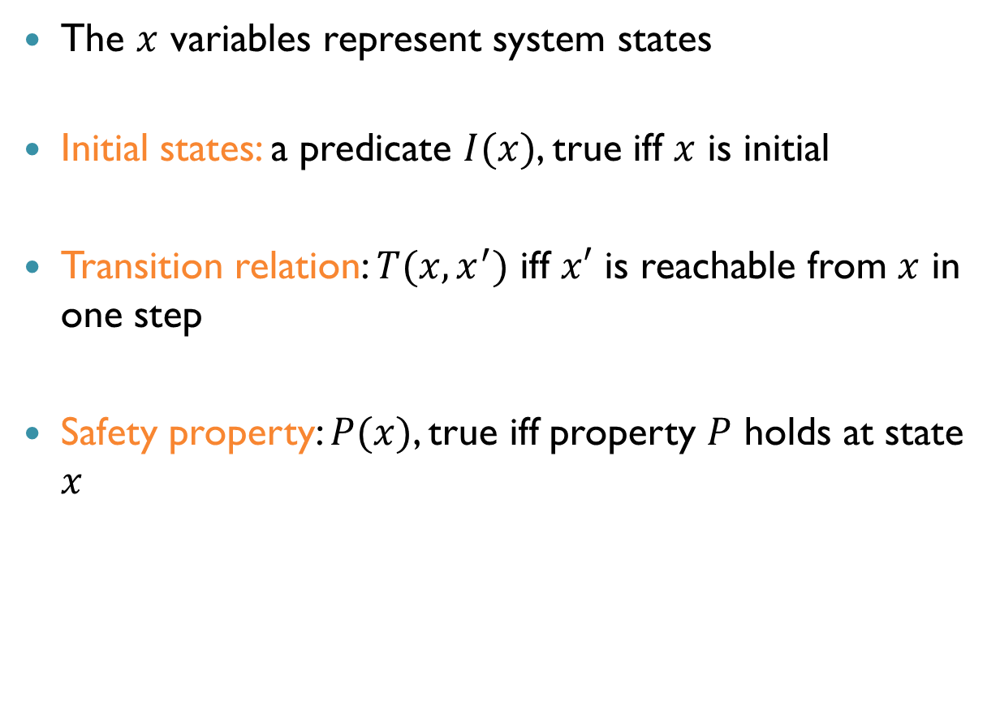 • The 𝑥 variables represent system states
• Initial states: a predicate 𝐼(𝑥), true iff 𝑥 is initial
• Transition relation: 𝑇(𝑥, 𝑥′) iff 𝑥′ is reachable from 𝑥 in
one step
• Safety property: 𝑃(𝑥), true iff property 𝑃 holds at state
𝑥